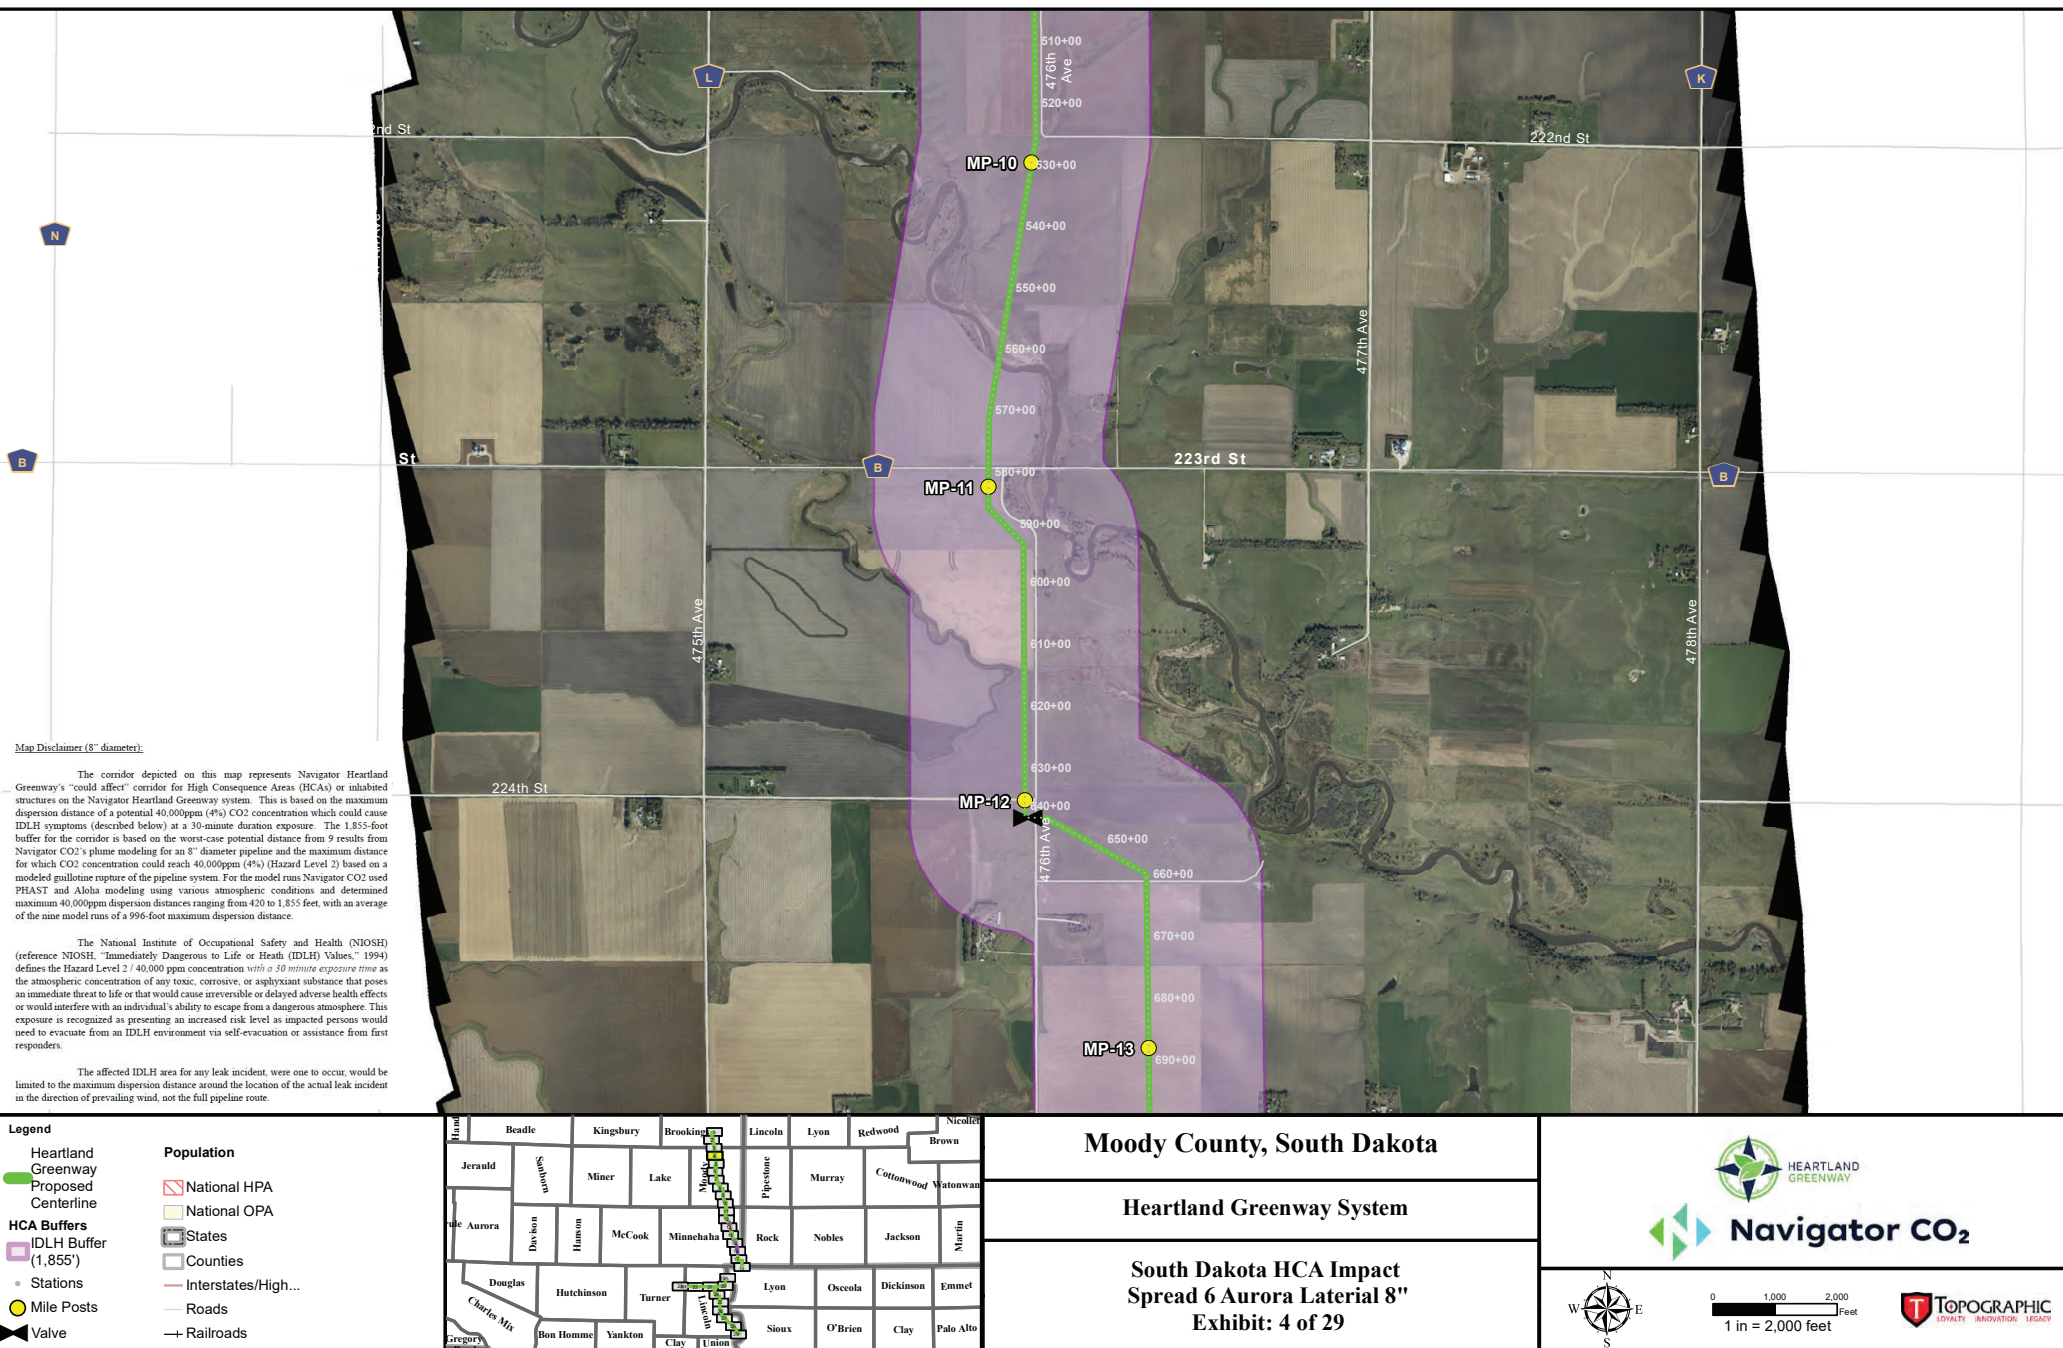 510+00
476th
Ave
520+00
L
K
2nd St
222nd St
MP-10
530+00
N
540+00
550+00
477th Ave
560+00
570+00
B
St
B
223rd St
B
580+00
MP-11
590+00
600+00
475th Ave
610+00
478th Ave
620+00
630+00
224th St
MP-12
640+00
476th Ave
650+00
660+00
670+00
680+00
MP-13
690+00
Map Disclaimer (8" diameter):
The corridor depicted on this map represents Navigator Heartland
Greenway's "could affect" corridor for High Consequence Areas (HCAs) or inhabited
structures on the Navigator Heartland Greenway system. This is based on the maximum
dispersion distance of a potential 40,000ppm (4%) CO2 concentration which could cause
IDLH symptoms (described below) at a 30-minute duration exposure. The 1,855-foot
buffer for the corridor is based on the worst-case potential distance from 9 results from
Navigator CO2's plume modeling for an 8" diameter pipeline and the maximum distance
for which CO2 concentration could reach 40,000ppm (4%) (Hazard Level 2) based on a
modeled guillotine rupture of the pipeline system. For the model runs Navigator CO2 used
PHAST and Aloha modeling using various atmospheric conditions and determined
maximum 40,000ppm dispersion distances ranging from 420 to 1,855 feet, with an average
of the nine model runs of a 996-foot maximum dispersion distance.
The National Institute of Occupational Safety and Health (NIOSH)
(reference NIOSH, "Immediately Dangerous to Life or Heath (IDLH) Values," 1994)
defines the Hazard Level 2 / 40,000 ppm concentration with a 30 minute exposure time as
the atmospheric concentration of any toxic, corrosive, or asphyxiant substance that poses
an immediate threat to life or that would cause irreversible or delayed adverse health effects
or would interfere with an individual's ability to escape from a dangerous atmosphere. This
exposure is recognized as presenting an increased risk level as impacted persons would
need to evacuate from an IDLH environment via self-evacuation or assistance from first
responders.
The affected IDLH area for any leak incident, were one to occur, would be
limited to the maximum dispersion distance around the location of the actual leak incident
in the direction of prevailing wind, not the full pipeline route.
Legend
Heartland
Greenway
Proposed
Centerline
HCA Buffers
IDLH Buffer
(1,855')
Stations
Mile Posts
Valve
Population
National HPA
National OPA
States
Counties
Interstates/High...
Roads
Railroads
Hand
Beadle
Kingsbury
Brookings
Lincoln
Lyon
Redwood
Nicollet
Brown
Jerauld
Sanborn
Miner
Lake
Moody
Pipestone
Murray
Cottonwood
Watonwan
rule
Aurora
Davison
Hanson
McCook
Minnehaha
Rock
Nobles
Jackson
Martin
Douglas
Charles Mix
Hutchinson
Turner
Lincoln
Lyon
Osceola
Dickinson
Emmet
Gregory
Bon Homme
Yankton
Clay
Union
Sioux
O'Brien
Clay
Palo Alto
Moody County, South Dakota
Heartland Greenway System
South Dakota HCA Impact
Spread 6 Aurora Laterial 8"
Exhibit: 4 of 29
HEARTLAND
GREENWAY
Navigator CO₂
N
W
E
S
0 1,000 2,000
Feet
1 in = 2,000 feet
T TOPOGRAPHIC
LOYALTY INNOVATION LEGACY